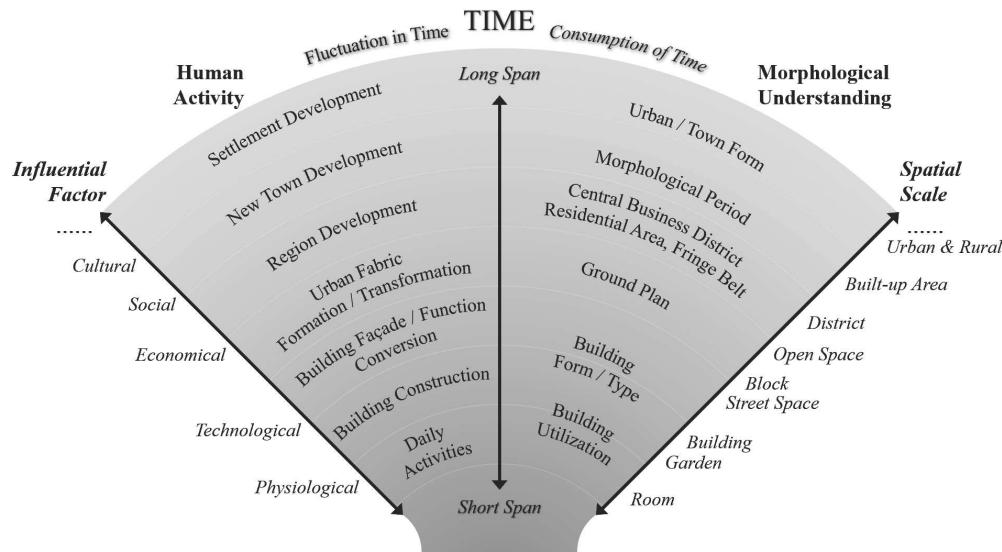 TIME
Fluctuation in Time
Consumption of Time
Human
Activity
Long Span
Morphological
Understanding
Influential
Factor
......
Cultural
Social
Economical
Technological
Physiological
Settlement Development
New Town Development
Region Development
Urban Fabric
Formation / Transformation
Building Façade / Function
Conversion
Building Construction
Daily
Activities
Short Span
Urban / Town Form
Morphological Period
Central Business District
Residential Area, Fringe Belt
Ground Plan
Building
Form / Type
Building
Utilization
Spatial
Scale
......
Urban & Rural
Built-up Area
District
Open Space
Block
Street Space
Building
Garden
Room